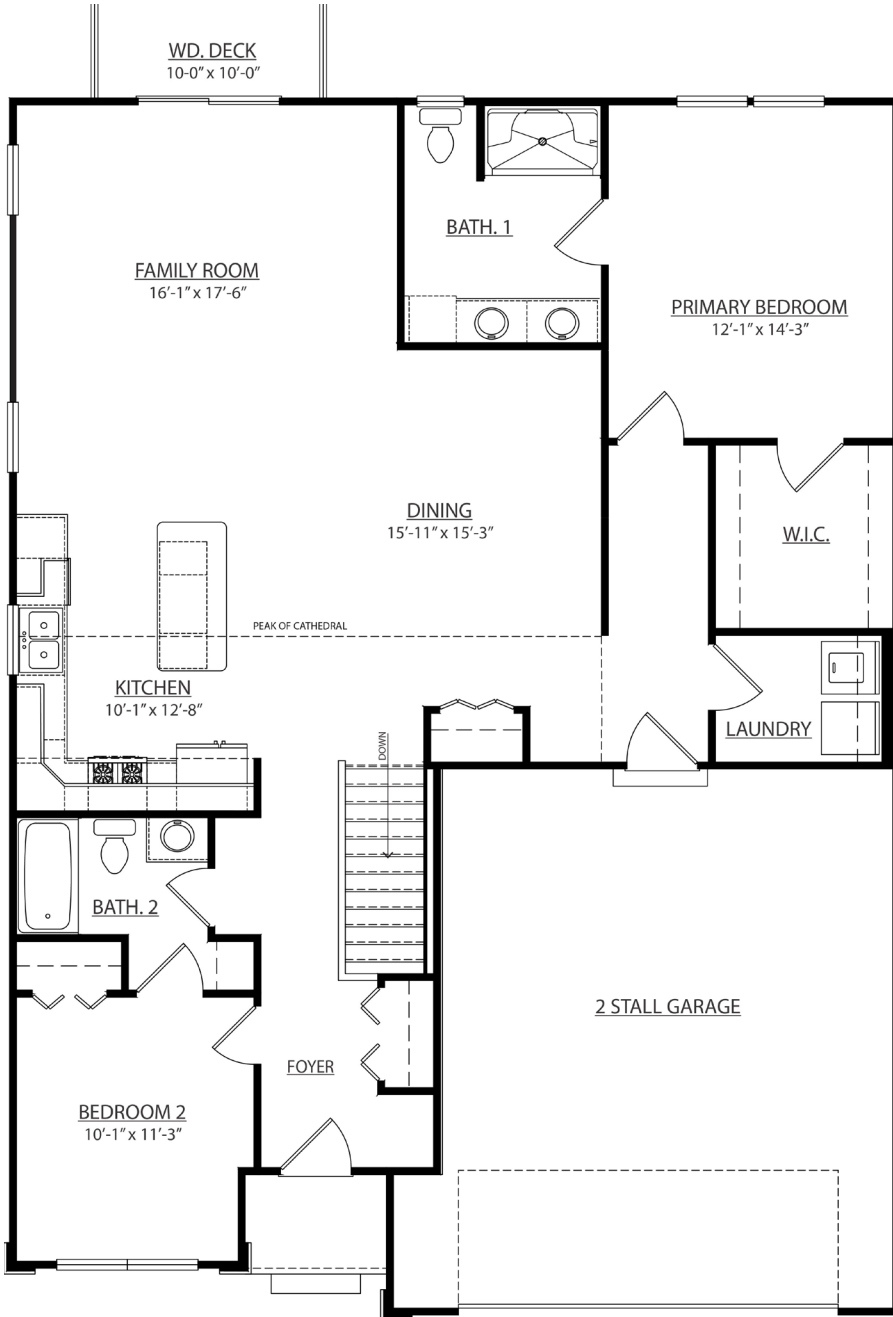 WD. DECK
10-0" x 10'-0"
BATH. 1
FAMILY ROOM
16'-1" x 17'-6"
PRIMARY BEDROOM
12'-1" x 14'-3"
DINING
15'-11" x 15'-3"
W.I.C.
PEAK OF CATHEDRAL
KITCHEN
10'-1" x 12'-8"
DOWN
LAUNDRY
BATH. 2
2 STALL GARAGE
FOYER
BEDROOM 2
10'-1" x 11'-3"